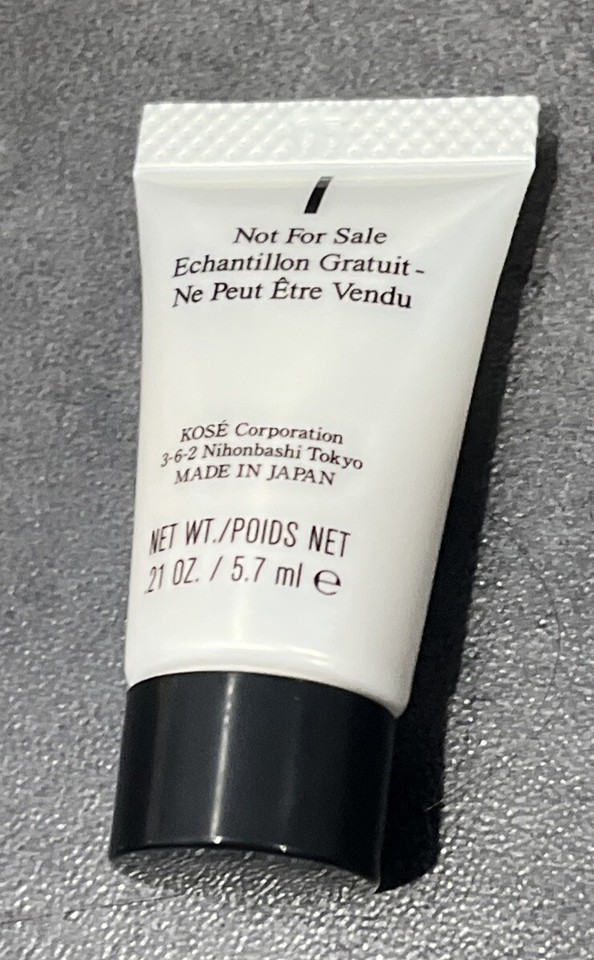 Not For Sale
Echantillon Gratuit -
Ne Peut Être Vendu
KOSÉ Corporation
3-6-2 Nihonbashi Tokyo
MADE IN JAPAN
NET WT./POIDS NET
.21 OZ. / 5.7 ml ℮